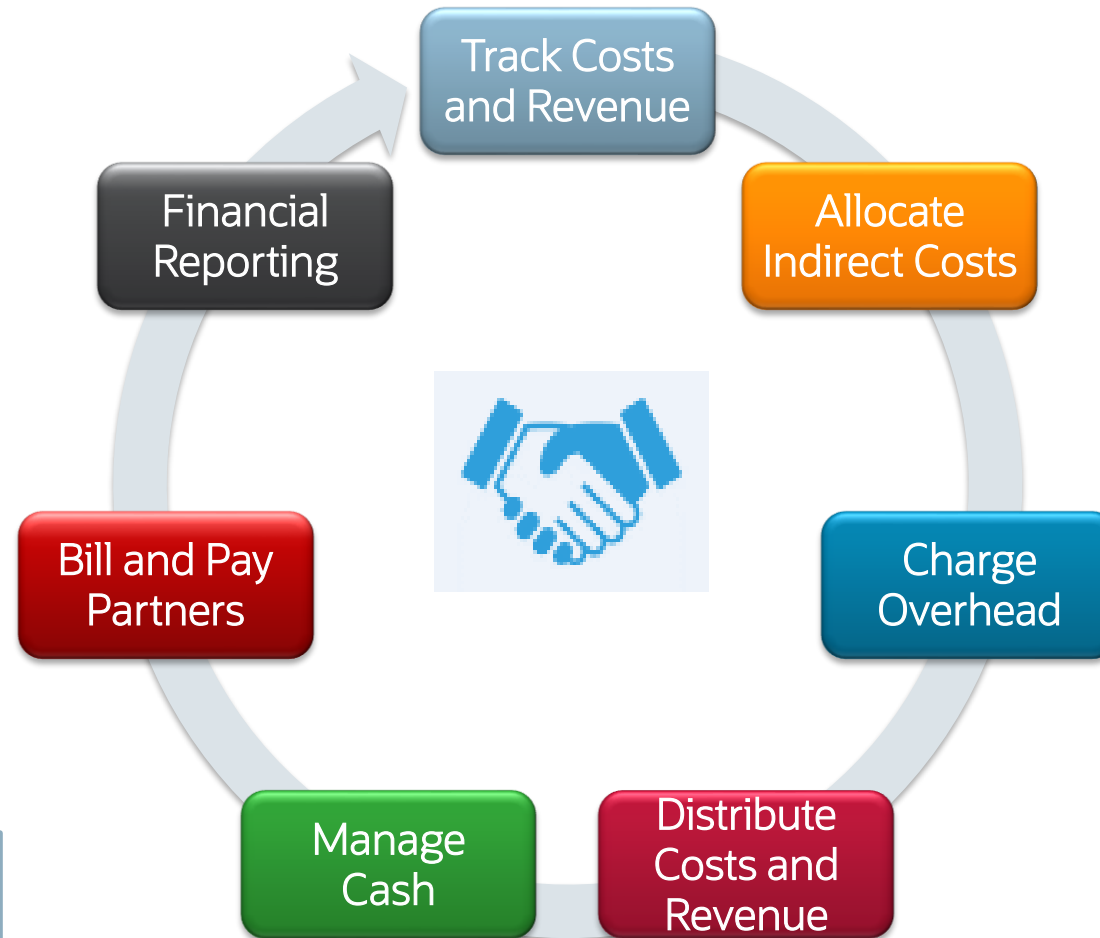 Track Costs
and Revenue
Allocate
Indirect Costs
Charge
Overhead
Distribute
Costs and
Revenue
Manage
Cash
Bill and Pay
Partners
Financial
Reporting